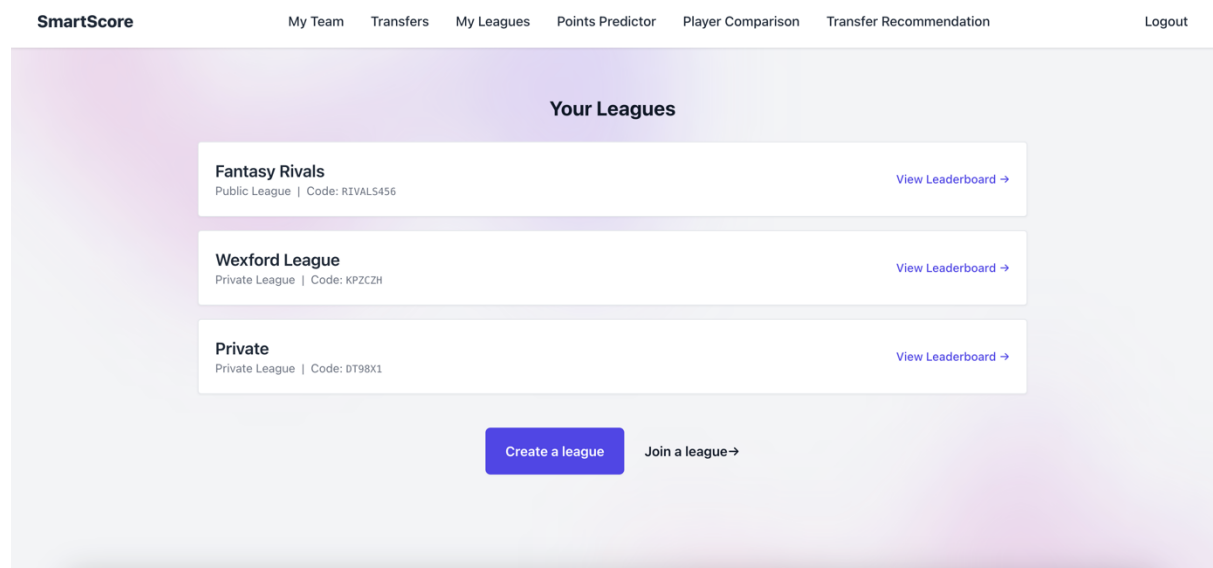 SmartScore My Team Transfers My Leagues Points Predictor Player Comparison Transfer Recommendation Logout
Your Leagues
Fantasy Rivals
Public League | Code: RIVALS456
View Leaderboard →
Wexford League
Private League | Code: KPZCZH
View Leaderboard →
Private
Private League | Code: DT98X1
View Leaderboard →
Create a league Join a league→